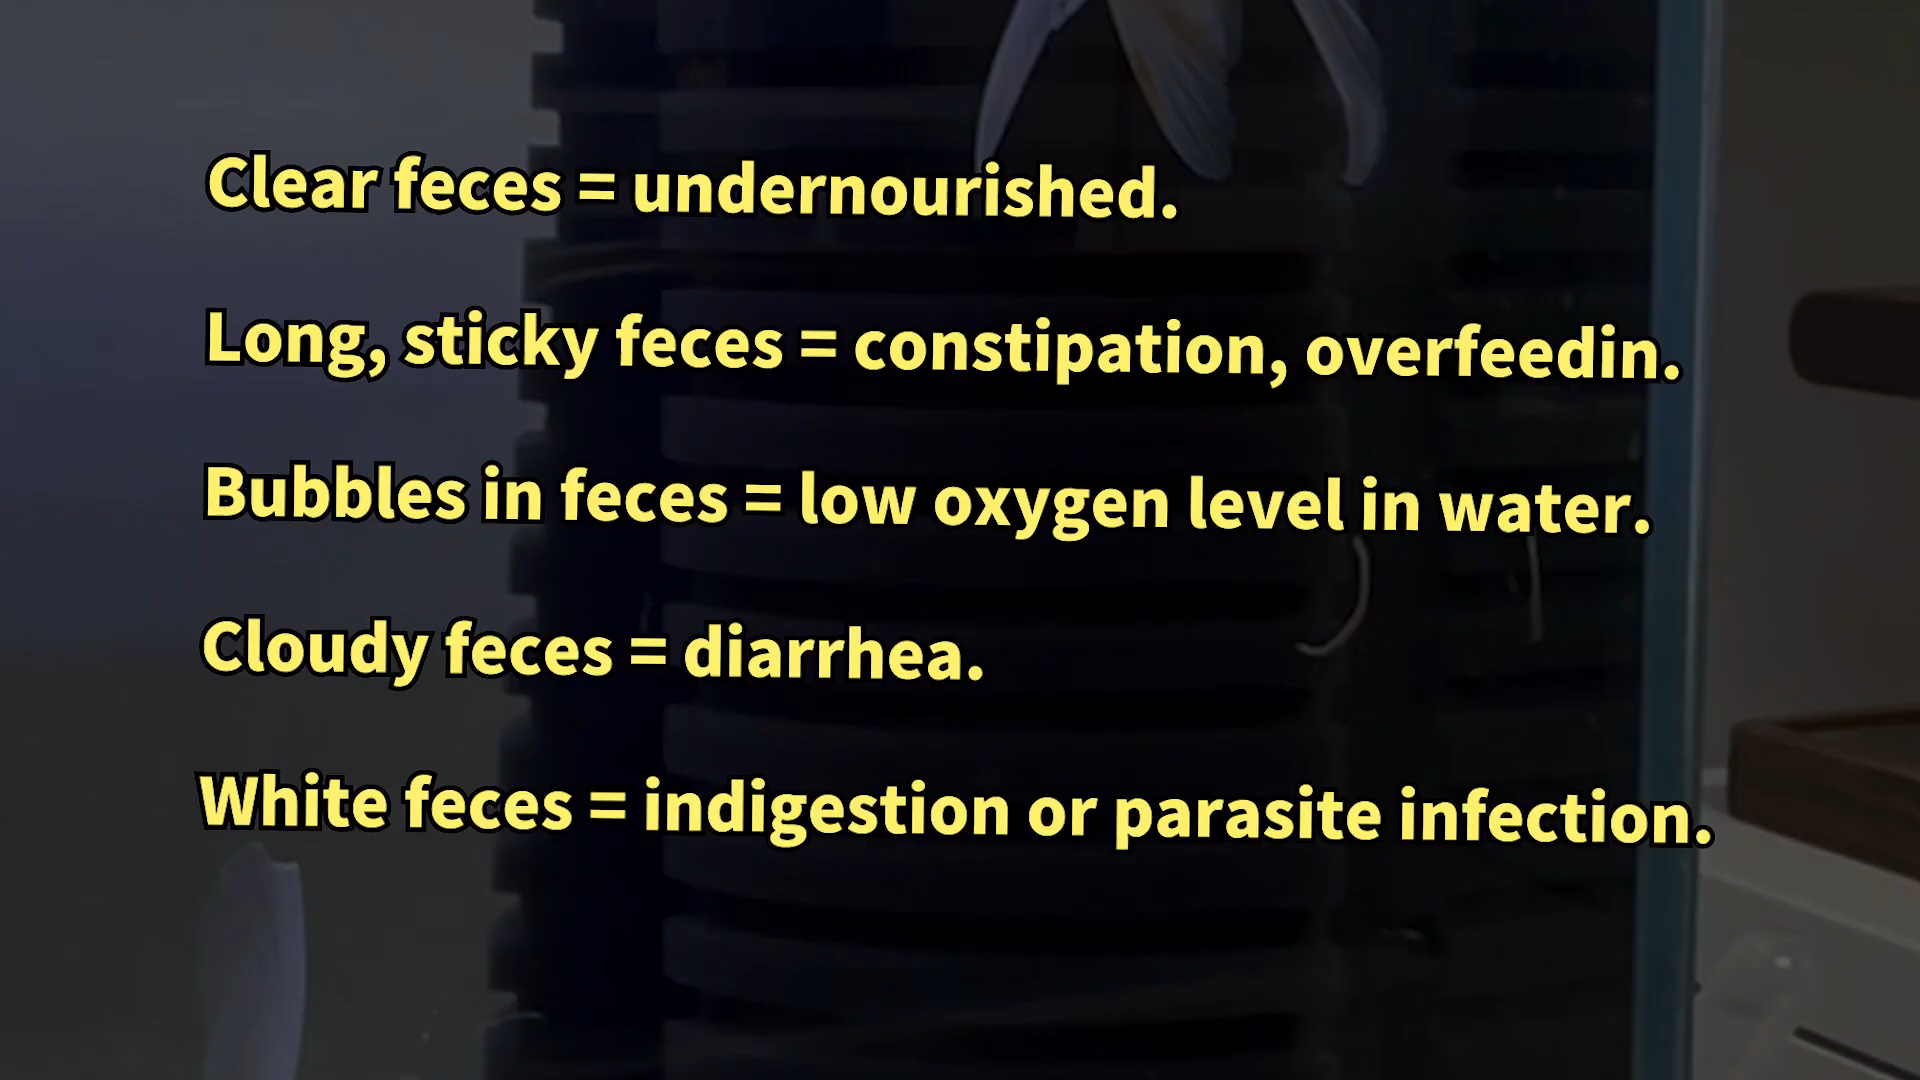 Clear feces = undernourished.
Long, sticky feces = constipation, overfeedin.
Bubbles in feces = low oxygen level in water.
Cloudy feces = diarrhea.
White feces = indigestion or parasite infection.